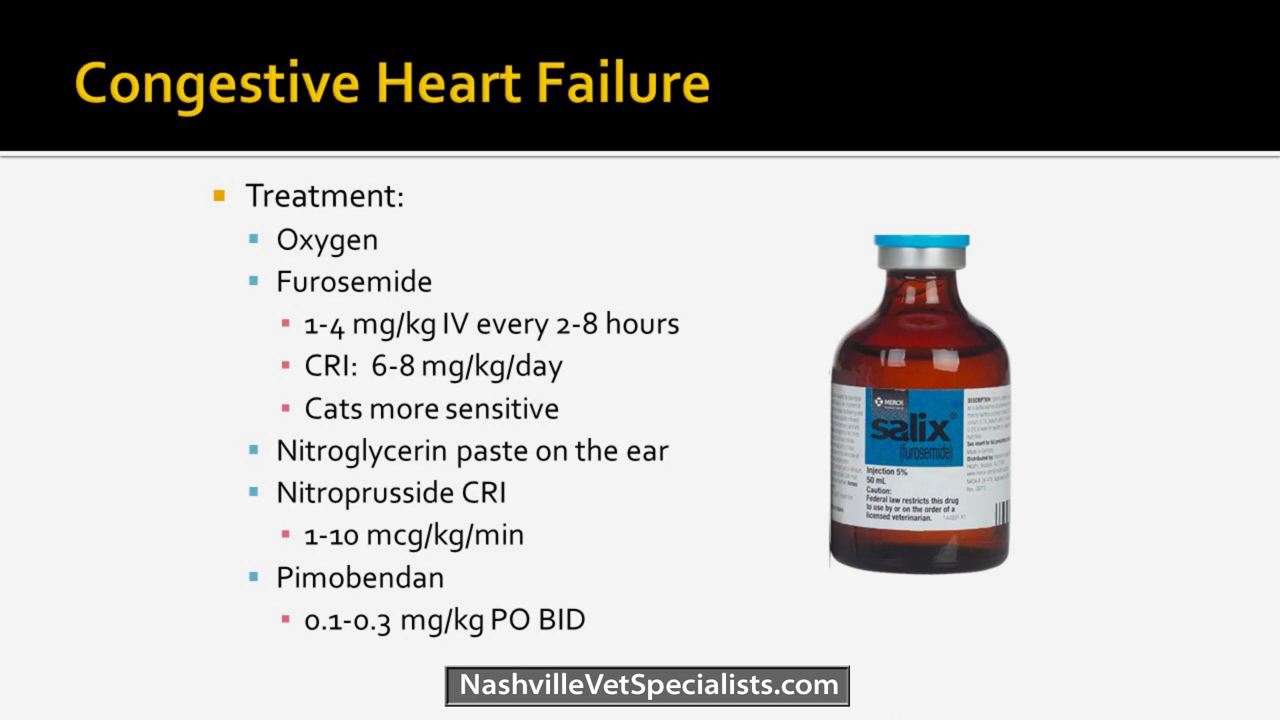 Congestive Heart Failure
Treatment:
Oxygen
Furosemide
1-4 mg/kg IV every 2-8 hours
CRI: 6-8 mg/kg/day
Cats more sensitive
Nitroglycerin paste on the ear
Nitroprusside CRI
1-10 mcg/kg/min
Pimobendan
0.1-0.3 mg/kg PO BID
MERCK
salix
(furosemide)
Injection 5%
50 mL
Caution:
Federal law restricts this drug
to use by or on the order of a
licensed veterinarian.
DESCRIPTION
NashvilleVetSpecialists.com